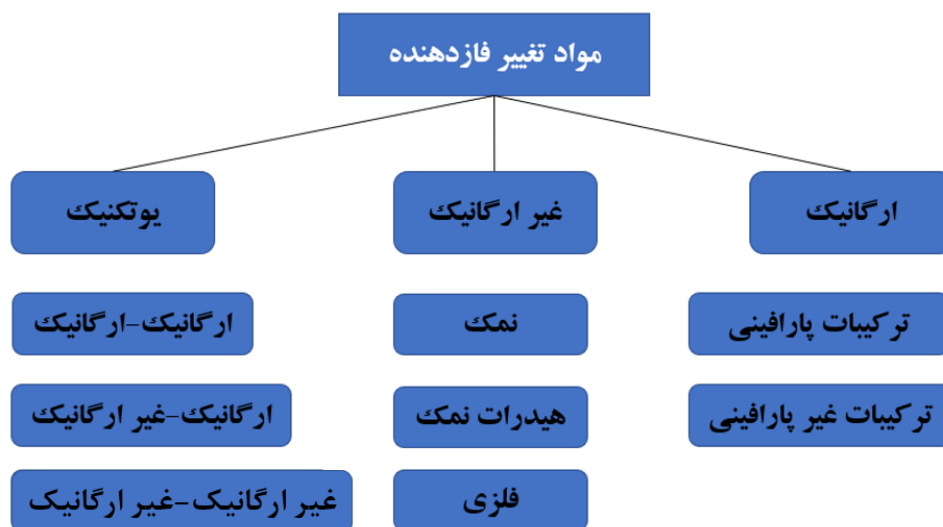 مواد تغییر فازدهنده
ارگانیک
غیر ارگانیک
یوتکنیک
ترکیبات پارافینی
نمک
ارگانیک-ارگانیک
ترکیبات غیر پارافینی
هیدرات نمک
ارگانیک-غیر ارگانیک
فلزی
غیر ارگانیک-غیر ارگانیک